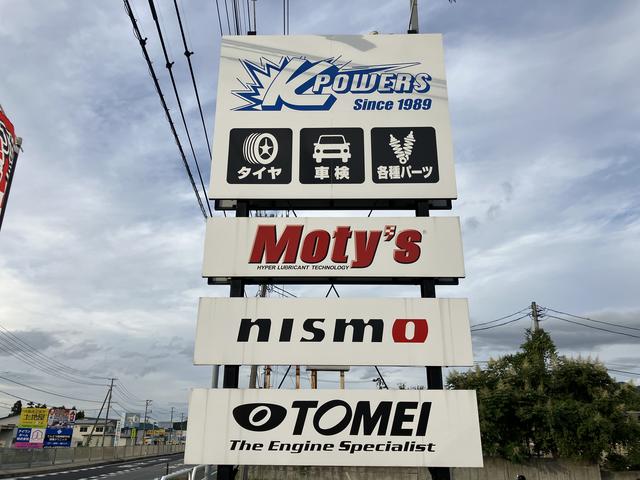 K POWERS
Since 1989
タイヤ 車検 各種パーツ
Moty's
HYPER LUBRICANT TECHNOLOGY
nismo
TOMEI
The Engine Specialist